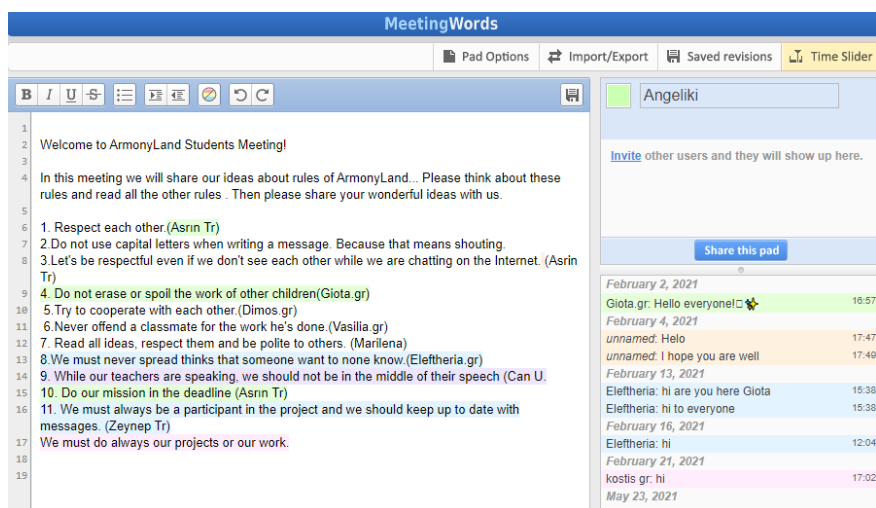 MeetingWords
Pad Options
Import/Export
Saved revisions
Time Slider
B I U S
Angeliki
Invite other users and they will show up here.
Share this pad
1
2 Welcome to ArmonyLand Students Meeting!
3
4 In this meeting we will share our ideas about rules of ArmonyLand... Please think about these
rules and read all the other rules . Then please share your wonderful ideas with us.
5
6 1. Respect each other.(Asrın Tr)
7 2.Do not use capital letters when writing a message. Because that means shouting.
8 3.Let's be respectful even if we don't see each other while we are chatting on the Internet. (Asrin
Tr)
9 4. Do not erase or spoil the work of other children(Giota.gr)
10 5.Try to cooperate with each other.(Dimos.gr)
11 6.Never offend a classmate for the work he's done.(Vasilia.gr)
12 7. Read all ideas, respect them and be polite to others. (Marilena)
13 8.We must never spread thinks that someone want to none know.(Eleftheria.gr)
14 9. While our teachers are speaking, we should not be in the middle of their speech (Can U.
15 10. Do our mission in the deadline (Asrın Tr)
16 11. We must always be a participant in the project and we should keep up to date with
messages. (Zeynep Tr)
17 We must do always our projects or our work.
18
19
February 2, 2021
Giota.gr: Hello everyone!□ 16:57
February 4, 2021
unnamed: Helo 17:47
unnamed: I hope you are well 17:49
February 13, 2021
Eleftheria: hi are you here Giota 15:38
Eleftheria: hi to everyone 15:38
February 16, 2021
Eleftheria: hi 12:04
February 21, 2021
kostis gr: hi 17:02
May 23, 2021